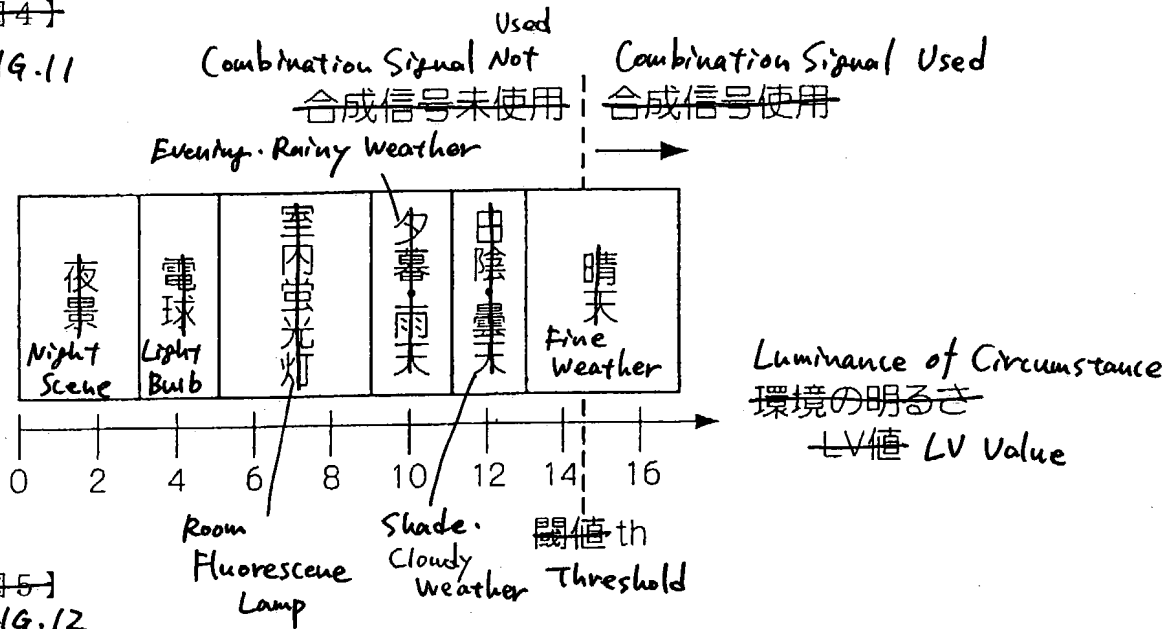 4】
IG.11
Used
Combination Signal Not
合成信号未使用
Combination Signal Used
合成信号使用
Evening・Rainy Weather
夜景
Night
Scene
電球
Light
Bulb
室内蛍光灯
夕暮・雨天
日陰・曇天
晴天
Fine
Weather
Luminance of Circumstance
環境の明るさ
LV値 LV Value
0 2 4 6 8 10 12 14 16
Room
Fluorescene
Lamp
Shade・
Cloudy
Weather
閾値 th
Threshold
5】
IG.12